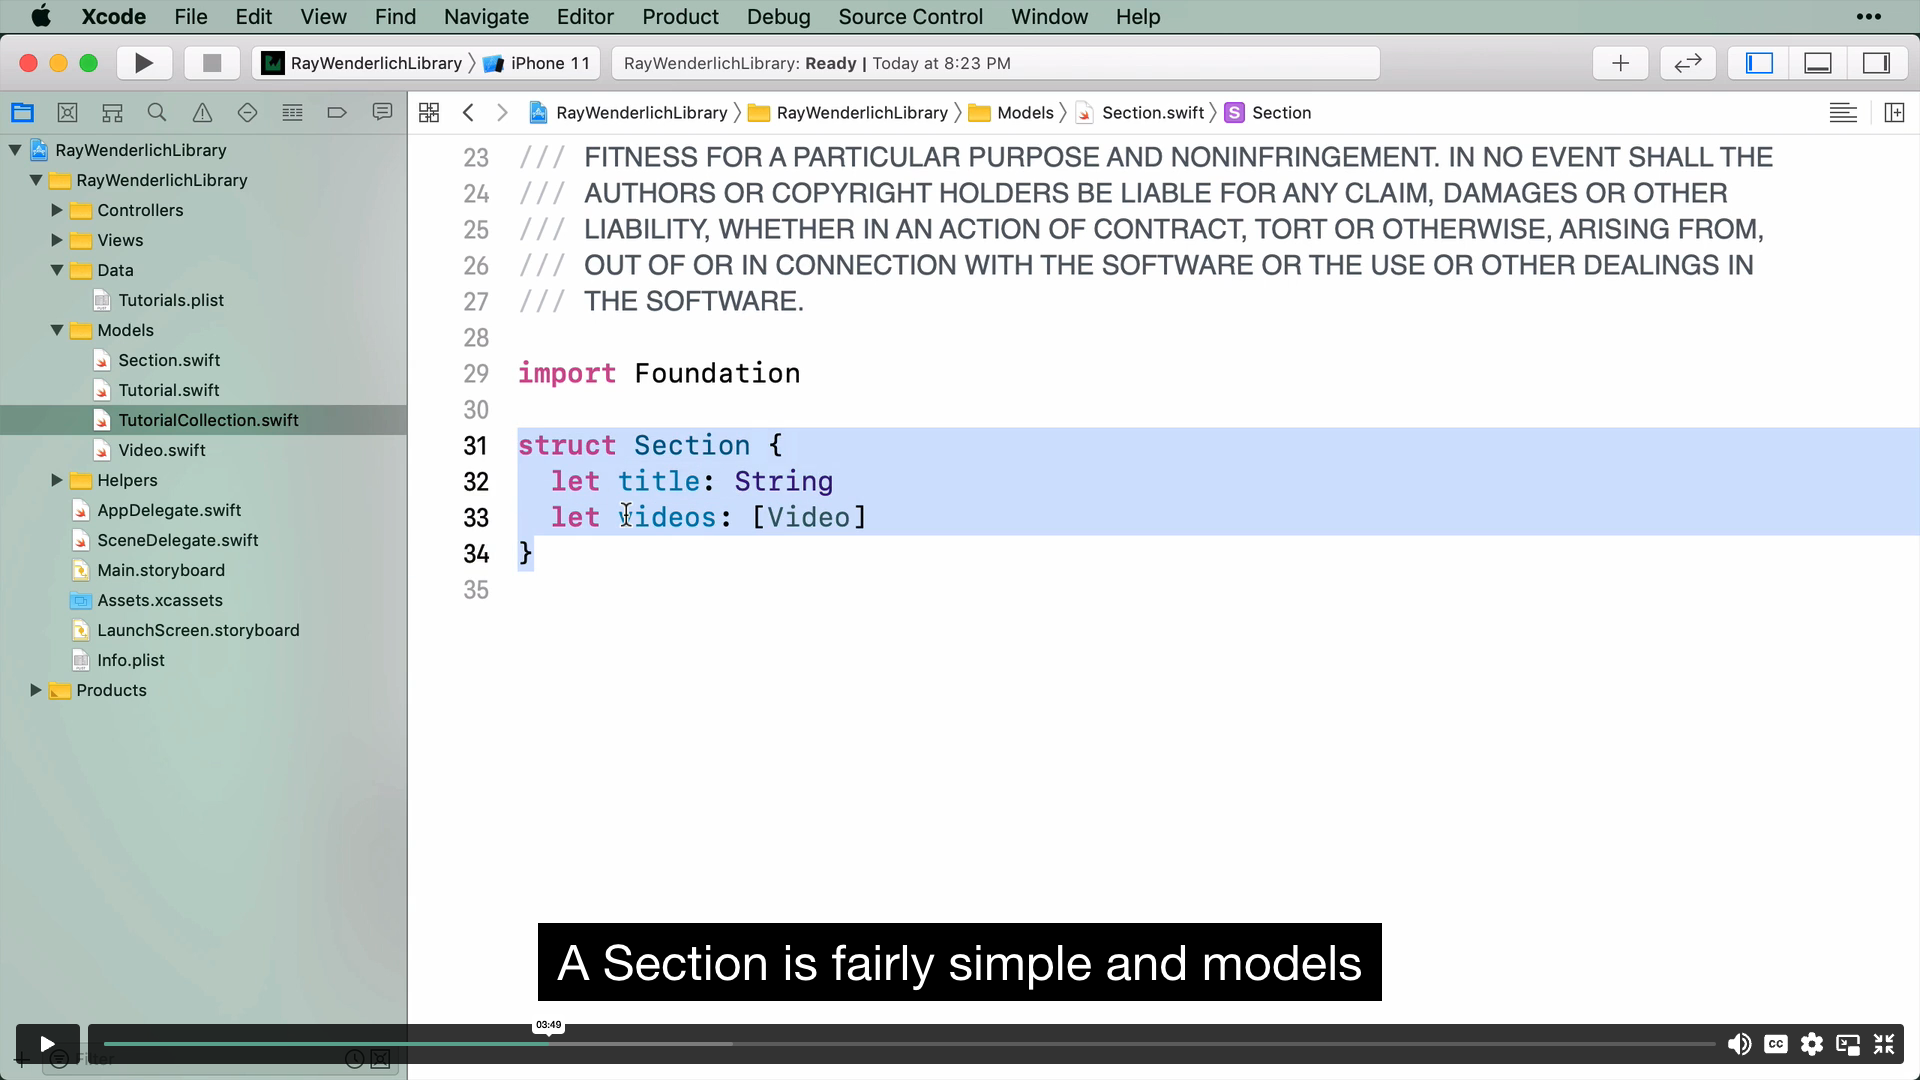 Xcode File Edit View Find Navigate Editor Product Debug Source Control Window Help •••
RayWenderlichLibrary iPhone 11 RayWenderlichLibrary: Ready | Today at 8:23 PM
RayWenderlichLibrary RayWenderlichLibrary Models Section.swift S Section
RayWenderlichLibrary
RayWenderlichLibrary
Controllers
Views
Data
Tutorials.plist
Models
Section.swift
Tutorial.swift
TutorialCollection.swift
Video.swift
Helpers
AppDelegate.swift
SceneDelegate.swift
Main.storyboard
Assets.xcassets
LaunchScreen.storyboard
Info.plist
Products
23 /// FITNESS FOR A PARTICULAR PURPOSE AND NONINFRINGEMENT. IN NO EVENT SHALL THE
24 /// AUTHORS OR COPYRIGHT HOLDERS BE LIABLE FOR ANY CLAIM, DAMAGES OR OTHER
25 /// LIABILITY, WHETHER IN AN ACTION OF CONTRACT, TORT OR OTHERWISE, ARISING FROM,
26 /// OUT OF OR IN CONNECTION WITH THE SOFTWARE OR THE USE OR OTHER DEALINGS IN
27 /// THE SOFTWARE.
28
29 import Foundation
30
31 struct Section {
32 let title: String
33 let videos: [Video]
34 }
35
A Section is fairly simple and models
03:49
Filter
CC